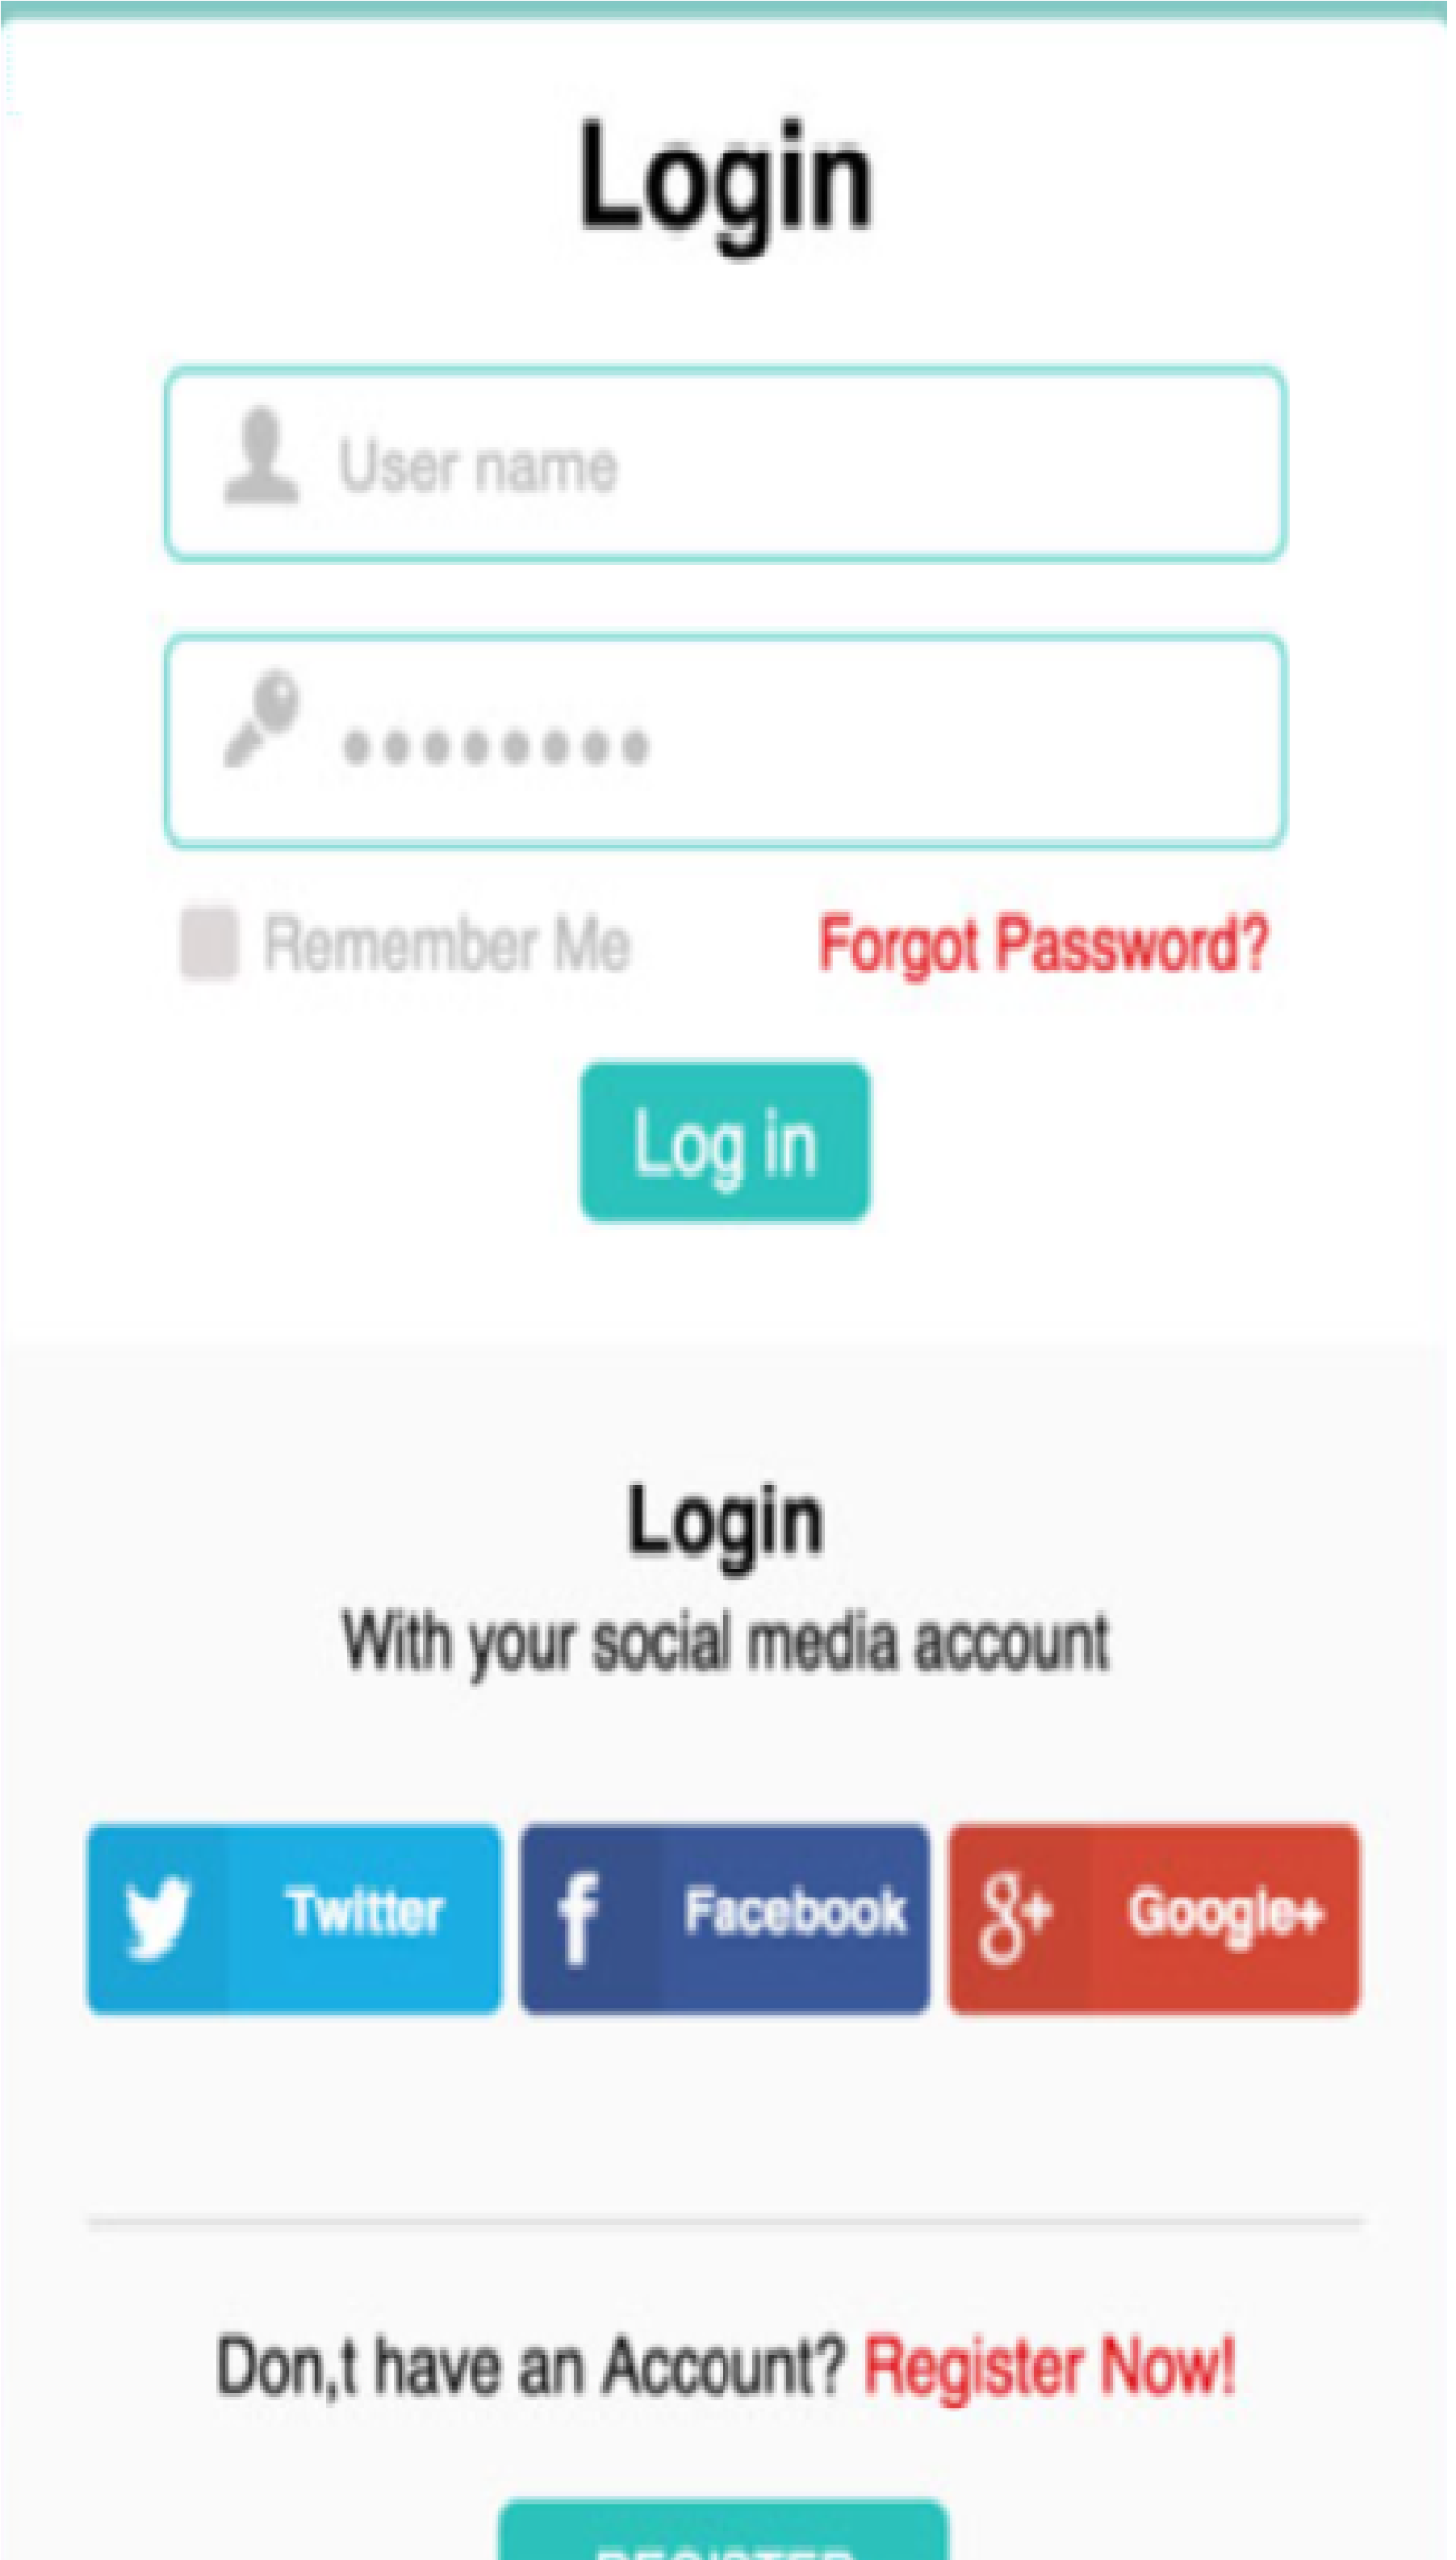 Login
User name
Remember Me Forgot Password?
Log in
Login
With your social media account
Twitter Facebook g+ Google+
Don,t have an Account? Register Now!
REGISTER